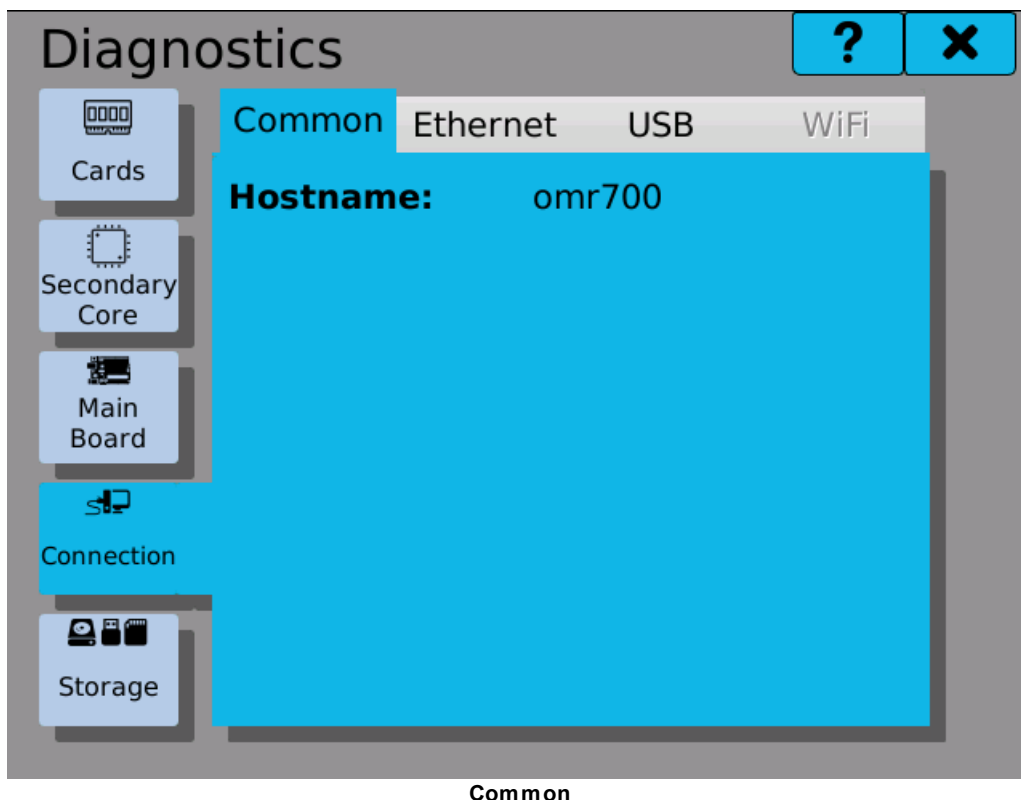 Diagnostics
? ✖
Cards
Secondary
Core
Main
Board
Connection
Storage
Common Ethernet USB WiFi
Hostname: omr700
Common